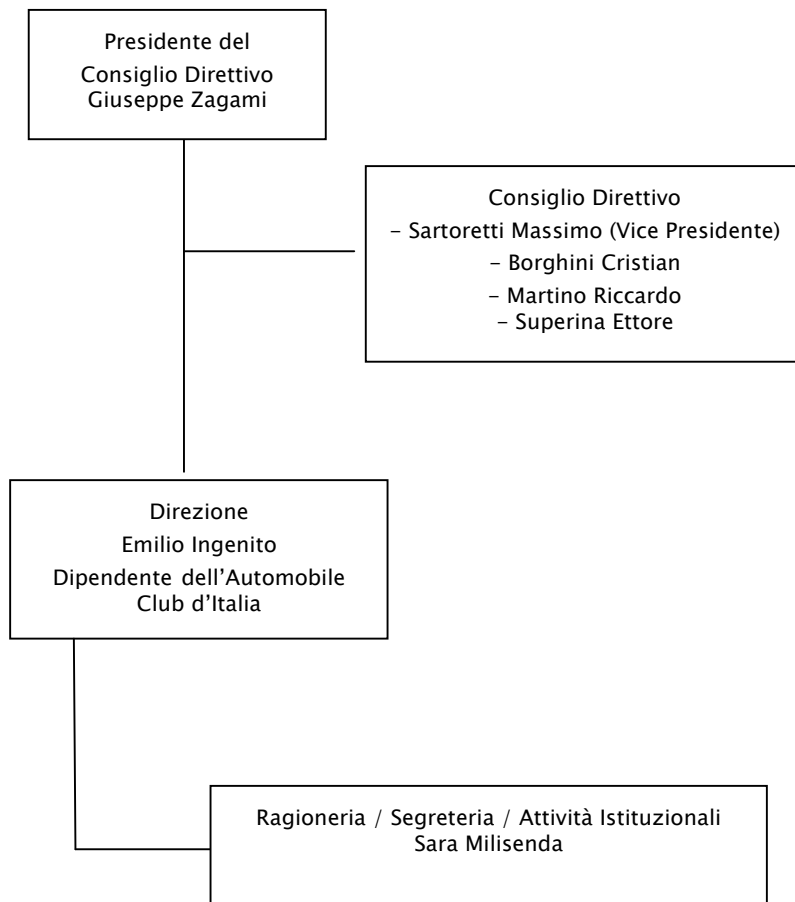 Presidente del
Consiglio Direttivo
Giuseppe Zagami
Consiglio Direttivo
– Sartoretti Massimo (Vice Presidente)
– Borghini Cristian
– Martino Riccardo
– Superina Ettore
Direzione
Emilio Ingenito
Dipendente dell’Automobile
Club d’Italia
Ragioneria / Segreteria / Attività Istituzionali
Sara Milisenda